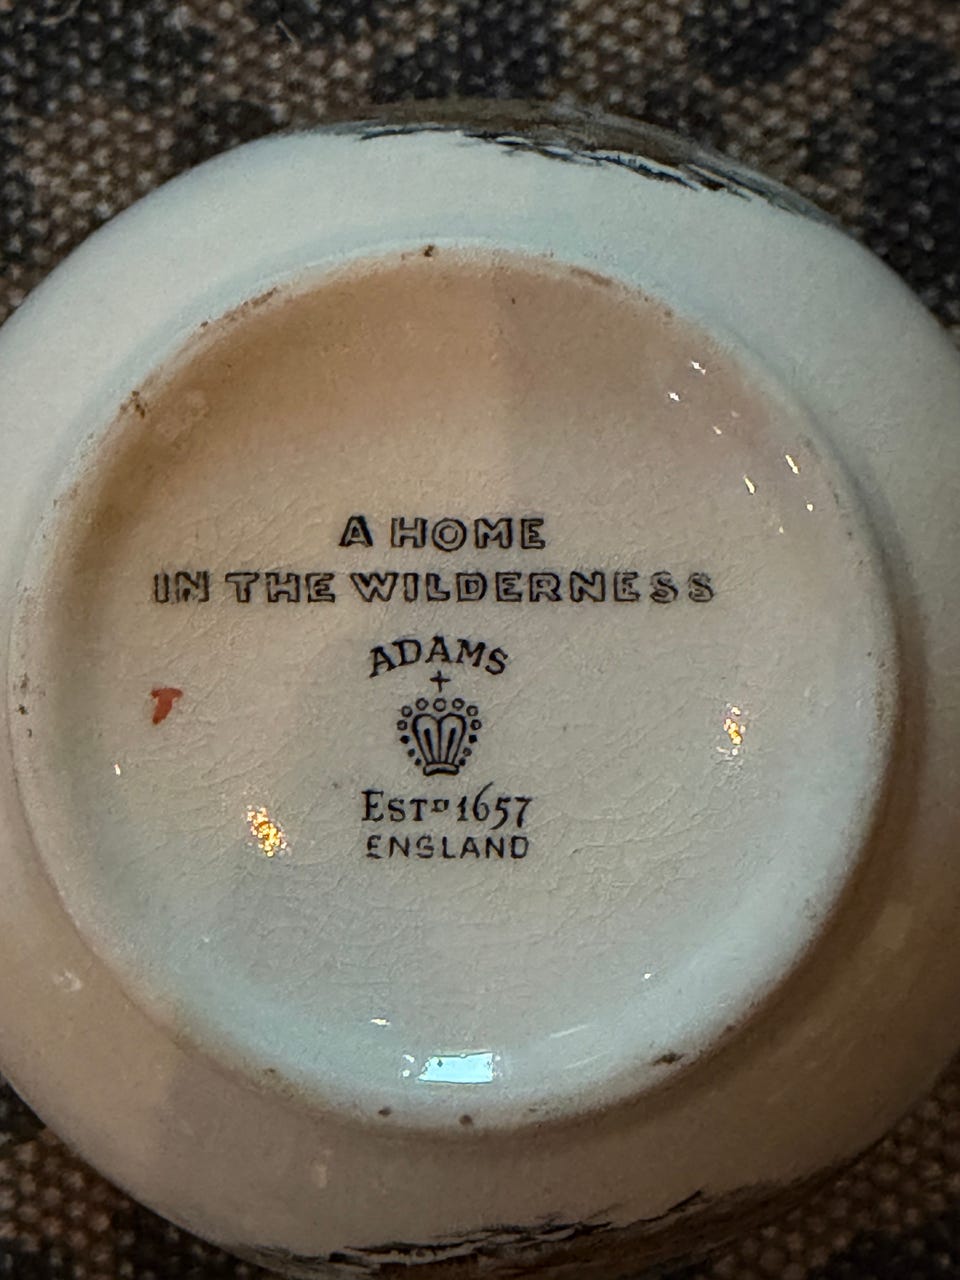 A HOME
IN THE WILDERNESS
ADAMS
ESTD 1657
ENGLAND